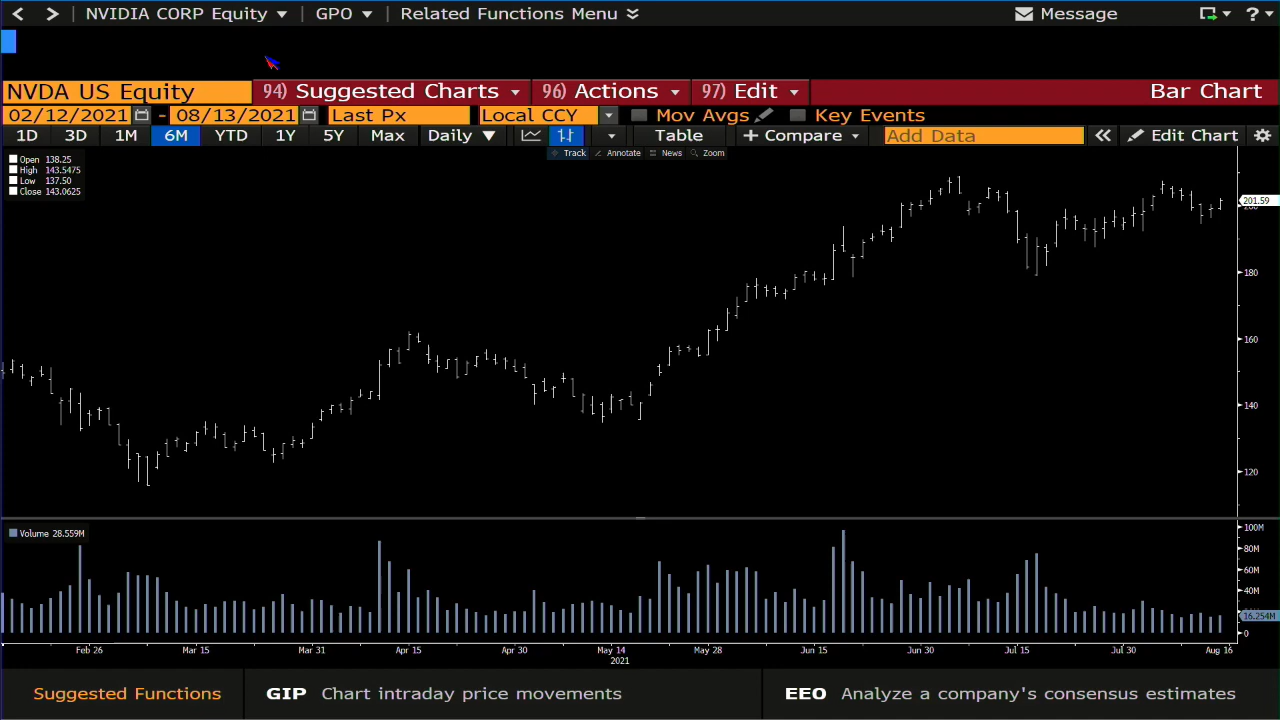 NVIDIA CORP Equity GPO Related Functions Menu Message ?
NVDA US Equity 94) Suggested Charts 96) Actions 97) Edit Bar Chart
02/12/2021 - 08/13/2021 Last Px Local CCY Mov Avgs Key Events
1D 3D 1M 6M YTD 1Y 5Y Max Daily Table + Compare Add Data Edit Chart
Track Annotate News Zoom
Open 138.25
High 143.5475
Low 137.50
Close 143.0625
201.59
180
160
140
120
Volume 28.559M
100M
80M
60M
40M
16.254M
0
Feb 26 Mar 15 Mar 31 Apr 15 Apr 30 May 14 May 28 Jun 15 Jun 30 Jul 15 Jul 30 Aug 16
2021
Suggested Functions GIP Chart intraday price movements EEO Analyze a company's consensus estimates